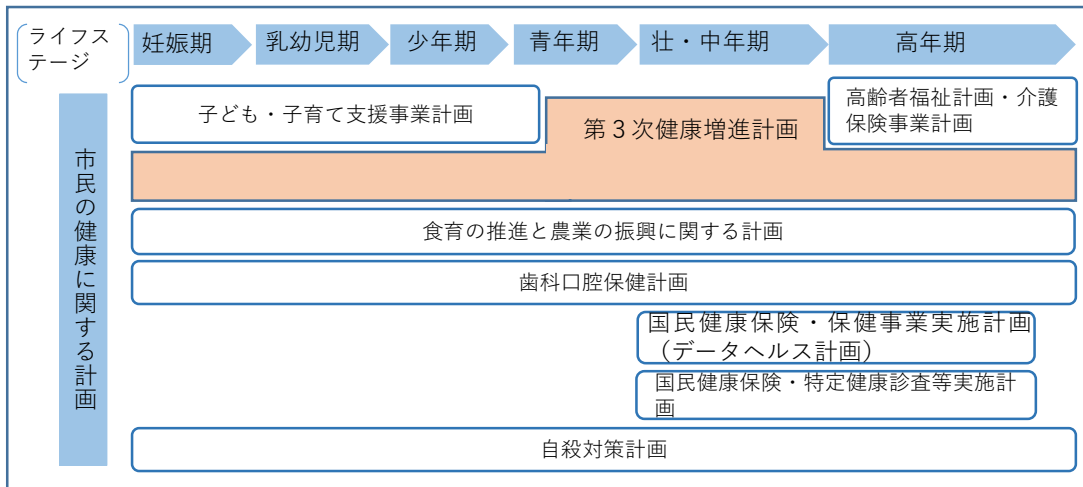 ライフス
テージ
妊娠期
乳幼児期
少年期
青年期
壮・中年期
高年期
市民の健康に関する計画
子ども・子育て支援事業計画
第３次健康増進計画
高齢者福祉計画・介護
保険事業計画
食育の推進と農業の振興に関する計画
歯科口腔保健計画
国民健康保険・保健事業実施計画
（データヘルス計画）
国民健康保険・特定健康診査等実施計
画
自殺対策計画